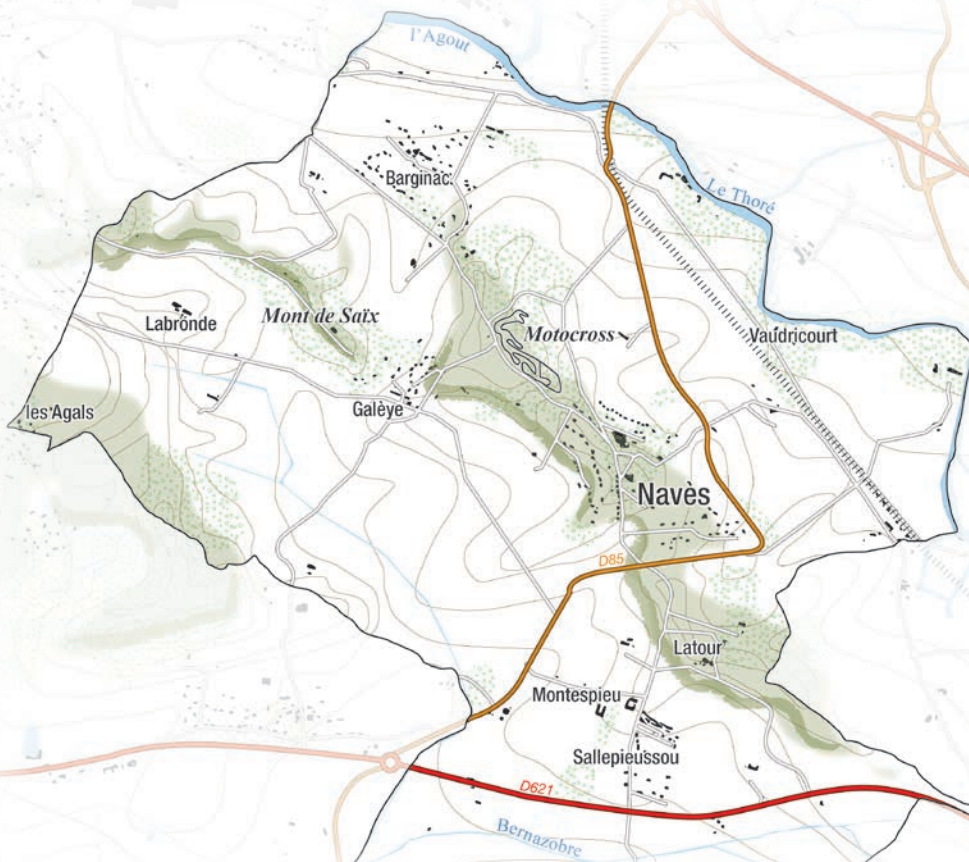 l'Agout
Barginac
Le Thoré
Labronde
Mont de Saïx
Motocross
Vaudricourt
les Agals
Galèye
Navès
D85
Latour
Montespieu
Sallepieussou
D621
Bernazobre